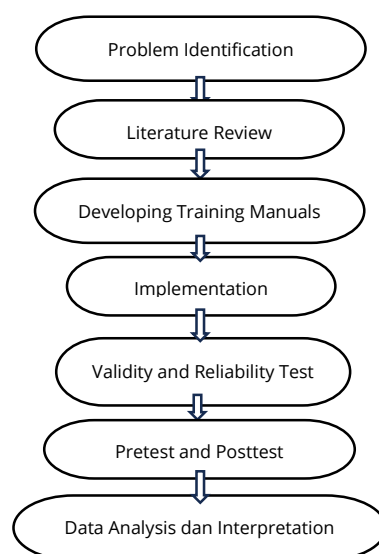 Problem Identification
Literature Review
Developing Training Manuals
Implementation
Validity and Reliability Test
Pretest and Posttest
Data Analysis dan Interpretation